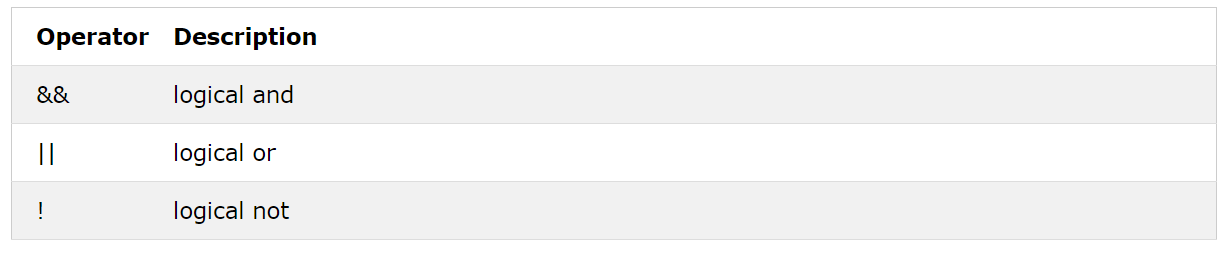 Operator Description
&& logical and
|| logical or
! logical not